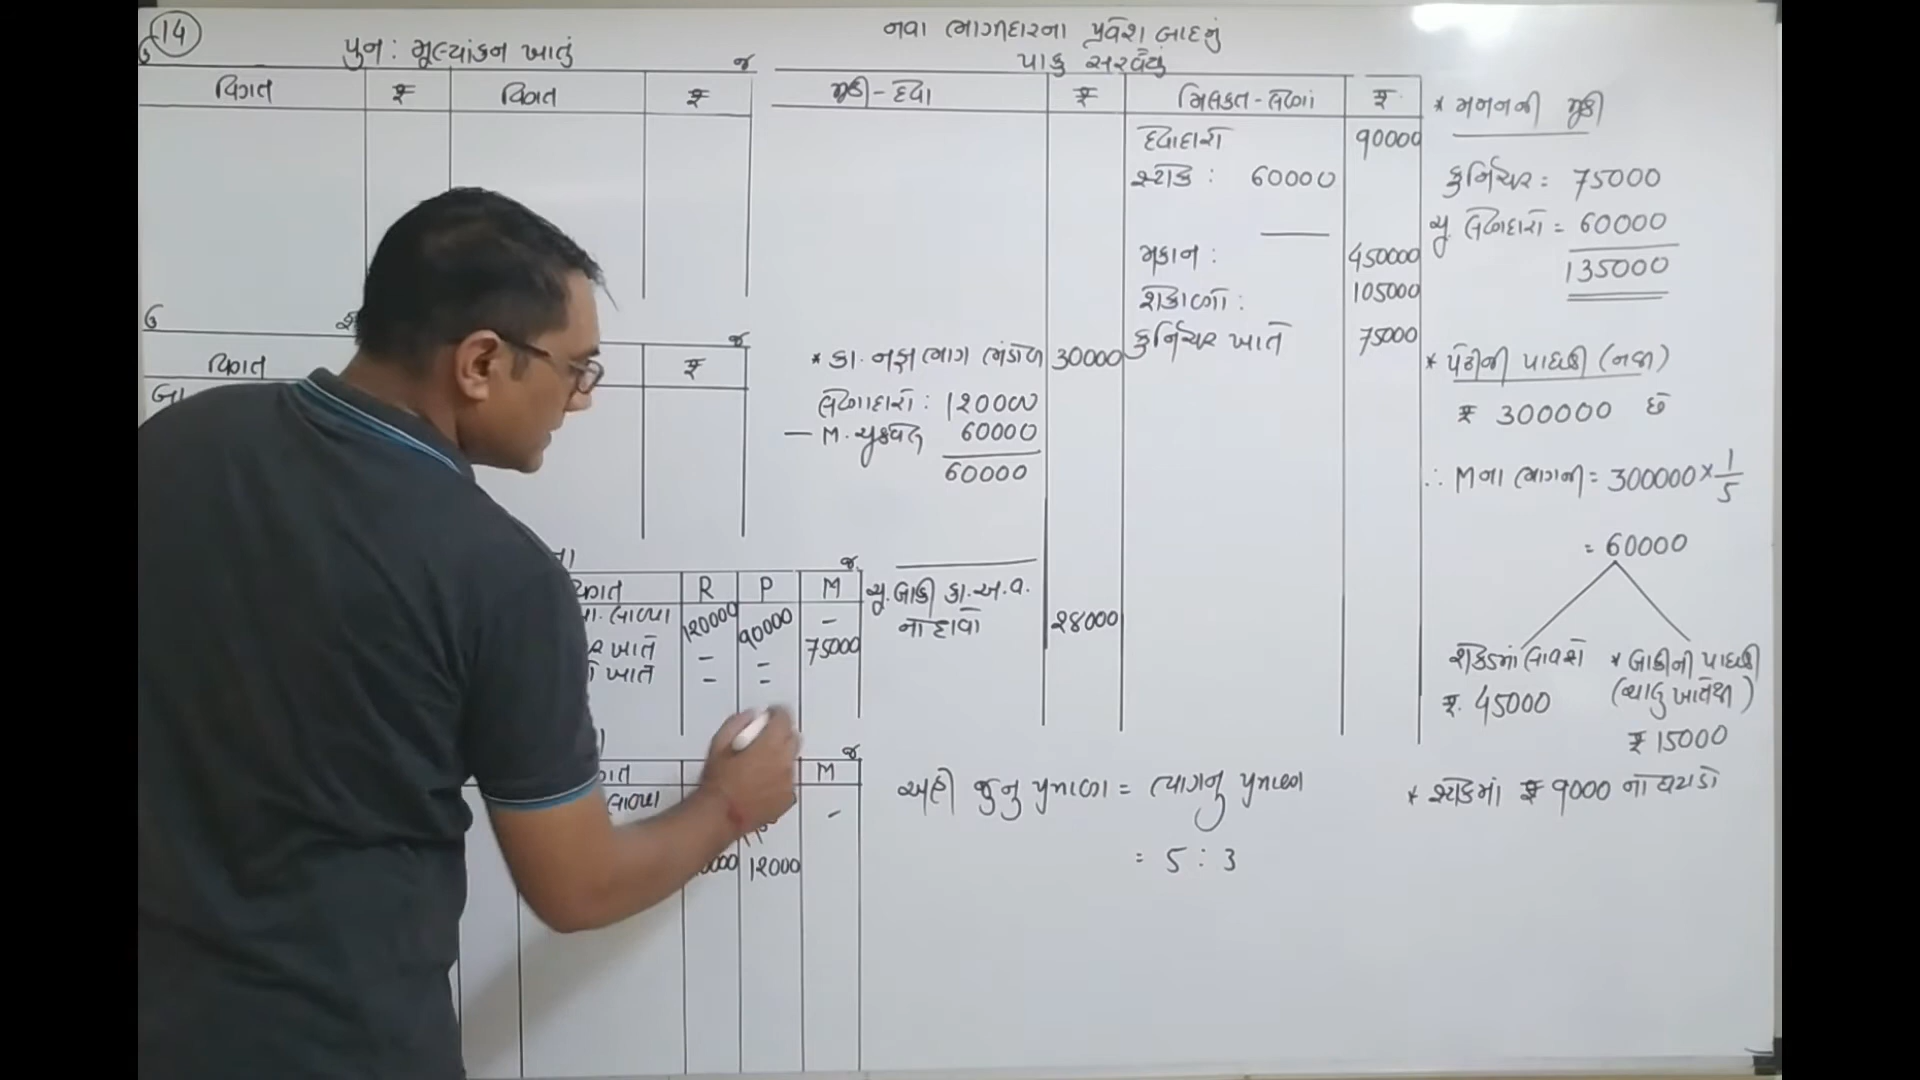 14
પુન: મૂલ્યાંકન ખાતું
ઉ
જ
વિગત ₹ વિગત ₹
ઉ
જ
વિગત
₹
બા
જ
R P M
બા. લાવ્યા 120000 90000 -
ખાતે - - 75000
ખાતે - -
જ
M
લાવ્યા
-
12000
નવા ભાગીદારના પ્રવેશ બાદનું
પાકું સરવૈયું
મૂડી-દેવાં ₹ મિલકત-લેણાં ₹
દેવાદારો 90000
સ્ટોક : 60000
મકાન : 450000
રોકાણો : 105000
ફર્નિચર ખાતે 75000
* કા. નફા ભાગ ભંડોળ 30000
લેણદારો : 120000
- M. ચૂકવેલ 60000
60000
ચૂ. બાકી કા. અ. વ.
નો દાવો 28000
* મનનની મૂડી
ફર્નિચર = 75000
ચૂ. લેણદારો = 60000
135000
* પેઢીની પાઘડી (નફા)
₹ 300000 છે
∴ Mના ભાગની = 300000 × 1/5
= 60000
રોકડમાં લાવશે
₹. 45000
* બાકીની પાઘડી
(ચાલુ ખાતેથી)
₹ 15000
અહીં જુનુ પ્રમાણ = ત્યાગનું પ્રમાણ
= 5 : 3
* સ્ટોકમાં ₹ 9000 નો ઘટાડો